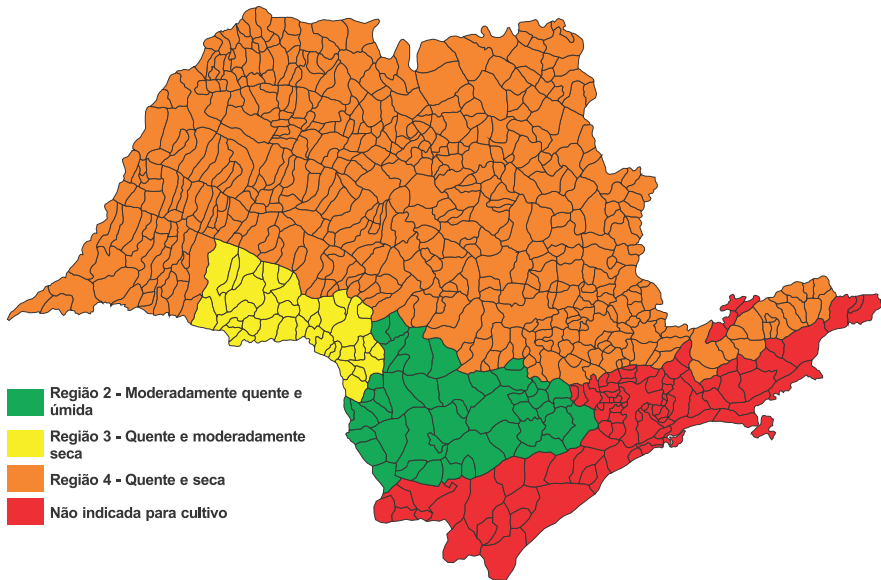 Região 2 - Moderadamente quente e
úmida
Região 3 - Quente e moderadamente
seca
Região 4 - Quente e seca
Não indicada para cultivo